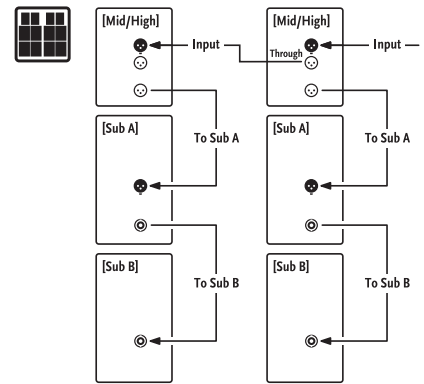 [Mid/High]
Input
[Mid/High]
Input
Through
[Sub A]
To Sub A
[Sub A]
To Sub A
[Sub B]
To Sub B
[Sub B]
To Sub B